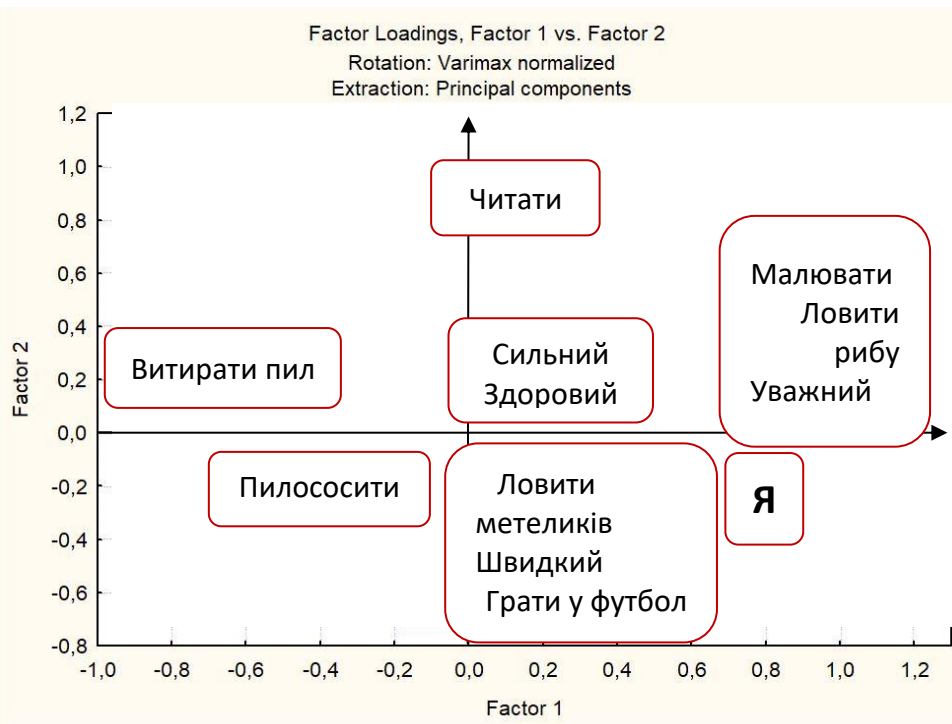 Factor Loadings, Factor 1 vs. Factor 2
Rotation: Varimax normalized
Extraction: Principal components
1,2
1,0
0,8
0,6
0,4
0,2
0,0
-0,2
-0,4
-0,6
-0,8
Factor 2
Читати
Малювати
Ловити
рибу
Уважний
Сильний
Здоровий
Витирати пил
Пилососити
Ловити
метеликів
Швидкий
Грати у футбол
Я
-1,0 -0,8 -0,6 -0,4 -0,2 0,0 0,2 0,4 0,6 0,8 1,0 1,2
Factor 1